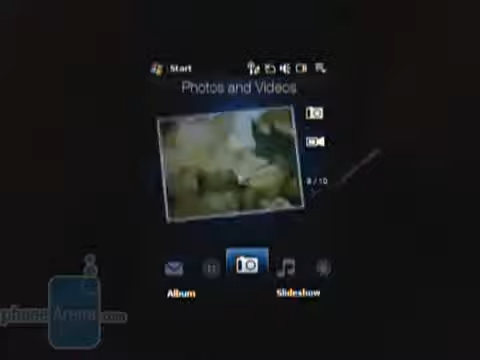 Start
Photos and Videos
8 / 10
Album
Slideshow
phoneArena.com